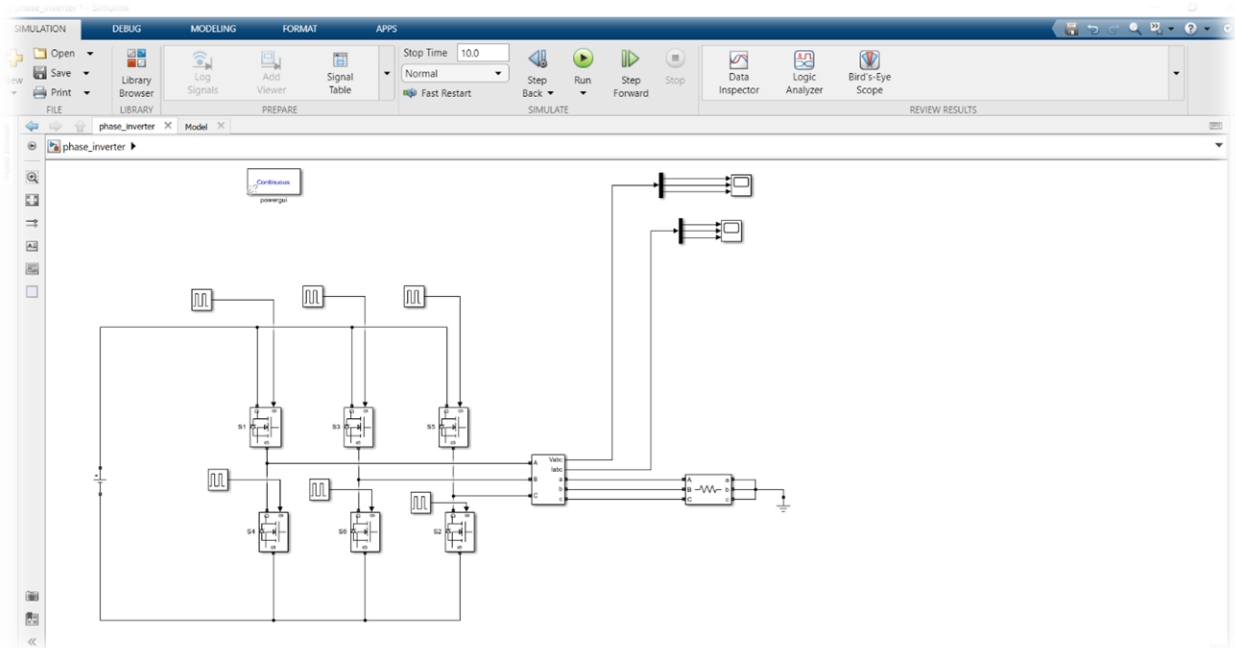 phase_inverter * - Simulink
SIMULATION DEBUG MODELING FORMAT APPS
Open
Save
Print
FILE
Library
Browser
LIBRARY
Log
Signals
Add
Viewer
Signal
Table
PREPARE
Stop Time 10.0
Normal
Fast Restart
Step
Back
Run
Step
Forward
Stop
SIMULATE
Data
Inspector
Logic
Analyzer
Bird's-Eye
Scope
REVIEW RESULTS
phase_inverter Model
phase_inverter
Continuous
powergui
S1 S3 S5
S4 S6 S2
A Vabc
Iabc
a
B b
C c
A a
B b
C c